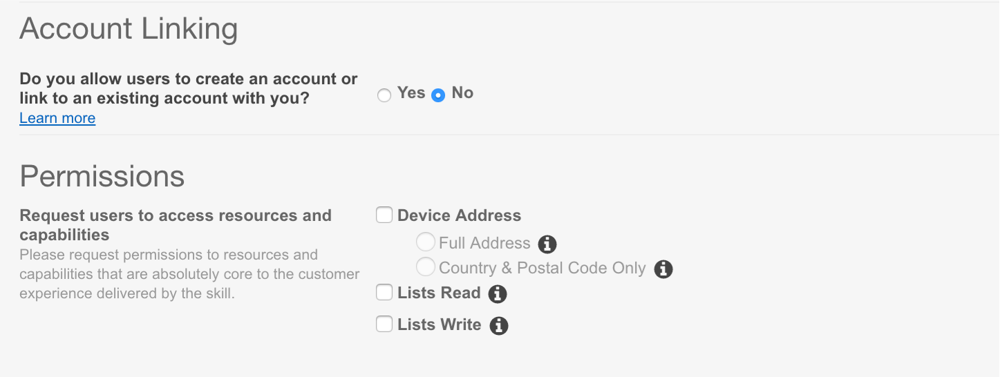 Account Linking
Do you allow users to create an account or
link to an existing account with you?
Yes No
Learn more
Permissions
Request users to access resources and
capabilities
Please request permissions to resources and
capabilities that are absolutely core to the customer
experience delivered by the skill.
Device Address
Full Address
Country & Postal Code Only
Lists Read
Lists Write